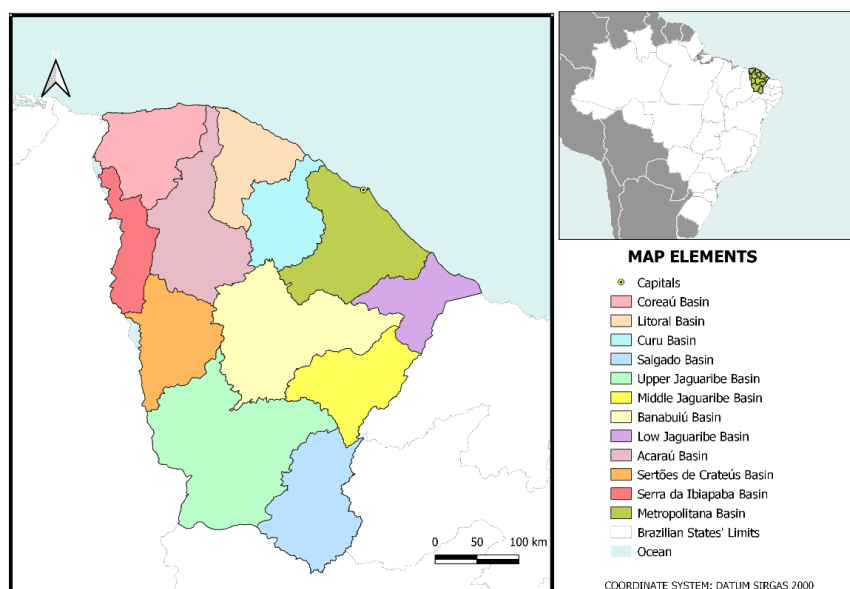 N
MAP ELEMENTS
Capitals
Coreaú Basin
Litoral Basin
Curu Basin
Salgado Basin
Upper Jaguaribe Basin
Middle Jaguaribe Basin
Banabuiú Basin
Low Jaguaribe Basin
Acaraú Basin
Sertões de Crateús Basin
Serra da Ibiapaba Basin
Metropolitana Basin
Brazilian States' Limits
Ocean
0 50 100 km
COORDINATE SYSTEM: DATUM SIRGAS 2000